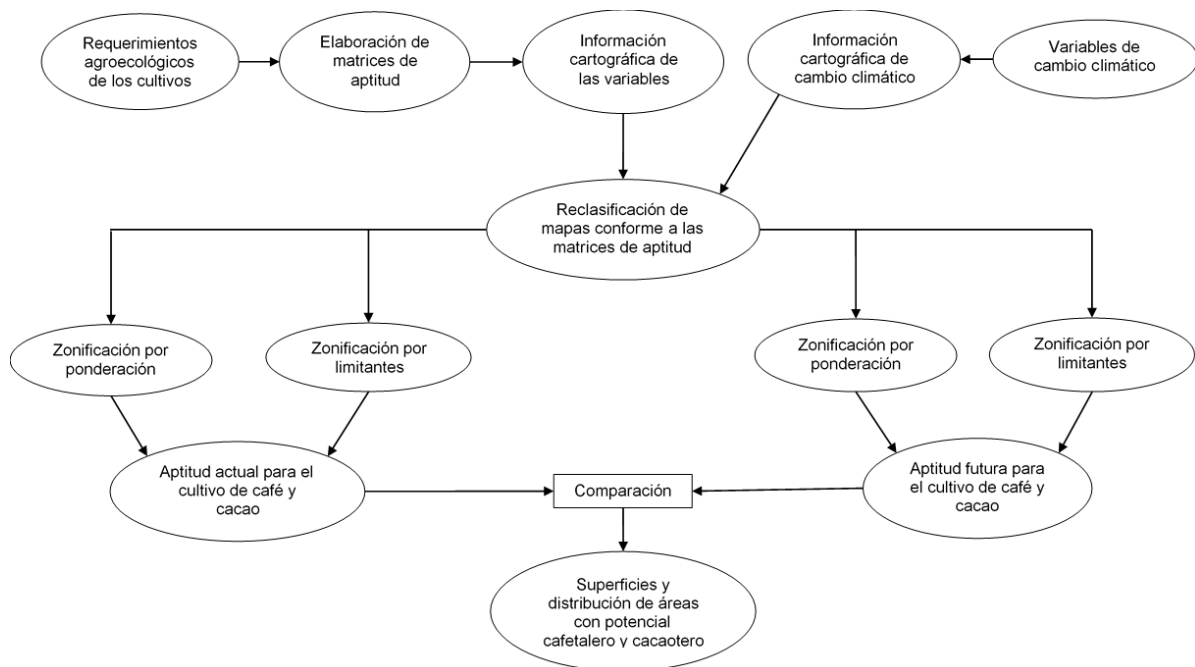 Requerimientos
agroecológicos
de los cultivos
Elaboración de
matrices de
aptitud
Información
cartográfica de
las variables
Información
cartográfica de
cambio climático
Variables de
cambio climático
Reclasificación de
mapas conforme a las
matrices de aptitud
Zonificación por
ponderación
Zonificación por
limitantes
Zonificación por
ponderación
Zonificación por
limitantes
Aptitud actual para el
cultivo de café y
cacao
Comparación
Aptitud futura para
el cultivo de café y
cacao
Superficies y
distribución de áreas
con potencial
cafetalero y cacaotero